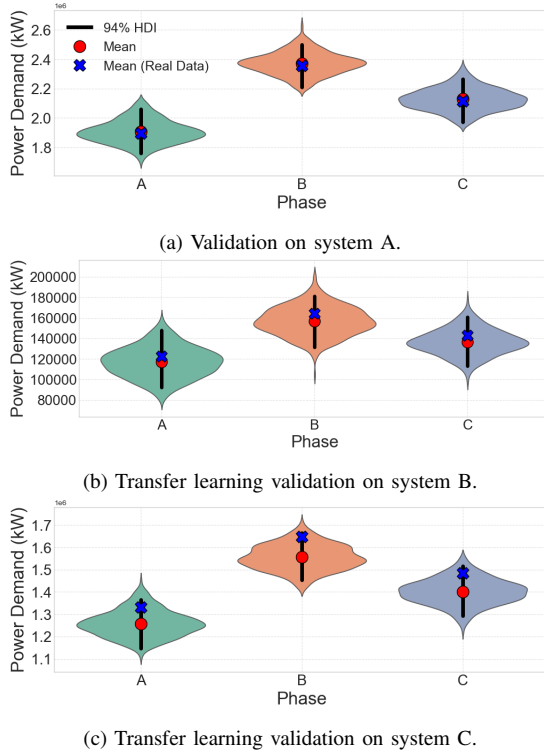 1e6
2.6
2.4
2.2
2.0
1.8
Power Demand (kW)
94% HDI
Mean
Mean (Real Data)
A
B
C
Phase
(a) Validation on system A.
200000
180000
160000
140000
120000
100000
80000
Power Demand (kW)
A
B
C
Phase
(b) Transfer learning validation on system B.
1e6
1.7
1.6
1.5
1.4
1.3
1.2
1.1
Power Demand (kW)
A
B
C
Phase
(c) Transfer learning validation on system C.